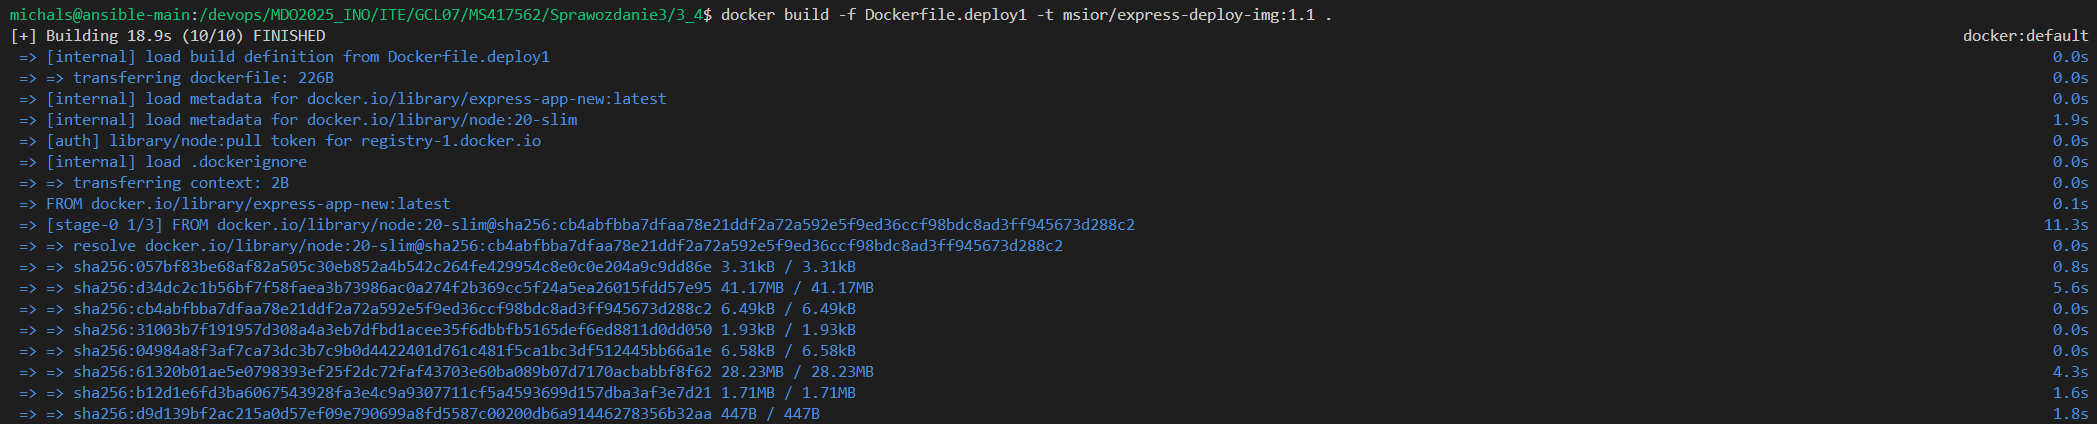 michals@ansible-main:/devops/MDO2025_INO/ITE/GCL07/MS417562/Sprawozdanie3/3_4$ docker build -f Dockerfile.deploy1 -t msior/express-deploy-img:1.1 .
[+] Building 18.9s (10/10) FINISHED docker:default
=> [internal] load build definition from Dockerfile.deploy1 0.0s
=> => transferring dockerfile: 226B 0.0s
=> [internal] load metadata for docker.io/library/express-app-new:latest 0.0s
=> [internal] load metadata for docker.io/library/node:20-slim 1.9s
=> [auth] library/node:pull token for registry-1.docker.io 0.0s
=> [internal] load .dockerignore 0.0s
=> => transferring context: 2B 0.0s
=> FROM docker.io/library/express-app-new:latest 0.1s
=> [stage-0 1/3] FROM docker.io/library/node:20-slim@sha256:cb4abfbba7dfaa78e21ddf2a72a592e5f9ed36ccf98bdc8ad3ff945673d288c2 11.3s
=> => resolve docker.io/library/node:20-slim@sha256:cb4abfbba7dfaa78e21ddf2a72a592e5f9ed36ccf98bdc8ad3ff945673d288c2 0.0s
=> => sha256:057bf83be68af82a505c30eb852a4b542c264fe429954c8e0c0e204a9c9dd86e 3.31kB / 3.31kB 0.8s
=> => sha256:d34dc2c1b56bf7f58faea3b73986ac0a274f2b369cc5f24a5ea26015fdd57e95 41.17MB / 41.17MB 5.6s
=> => sha256:cb4abfbba7dfaa78e21ddf2a72a592e5f9ed36ccf98bdc8ad3ff945673d288c2 6.49kB / 6.49kB 0.0s
=> => sha256:31003b7f191957d308a4a3eb7dfbd1acee35f6dbbfb5165def6ed8811d0dd050 1.93kB / 1.93kB 0.0s
=> => sha256:04984a8f3af7ca73dc3b7c9b0d4422401d761c481f5ca1bc3df512445bb66a1e 6.58kB / 6.58kB 0.0s
=> => sha256:61320b01ae5e0798393ef25f2dc72faf43703e60ba089b07d7170acbabbf8f62 28.23MB / 28.23MB 4.3s
=> => sha256:b12d1e6fd3ba6067543928fa3e4c9a9307711cf5a4593699d157dba3af3e7d21 1.71MB / 1.71MB 1.6s
=> => sha256:d9d139bf2ac215a0d57ef09e790699a8fd5587c00200db6a91446278356b32aa 447B / 447B 1.8s